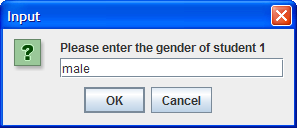 Input
Please enter the gender of student 1
male
OK Cancel